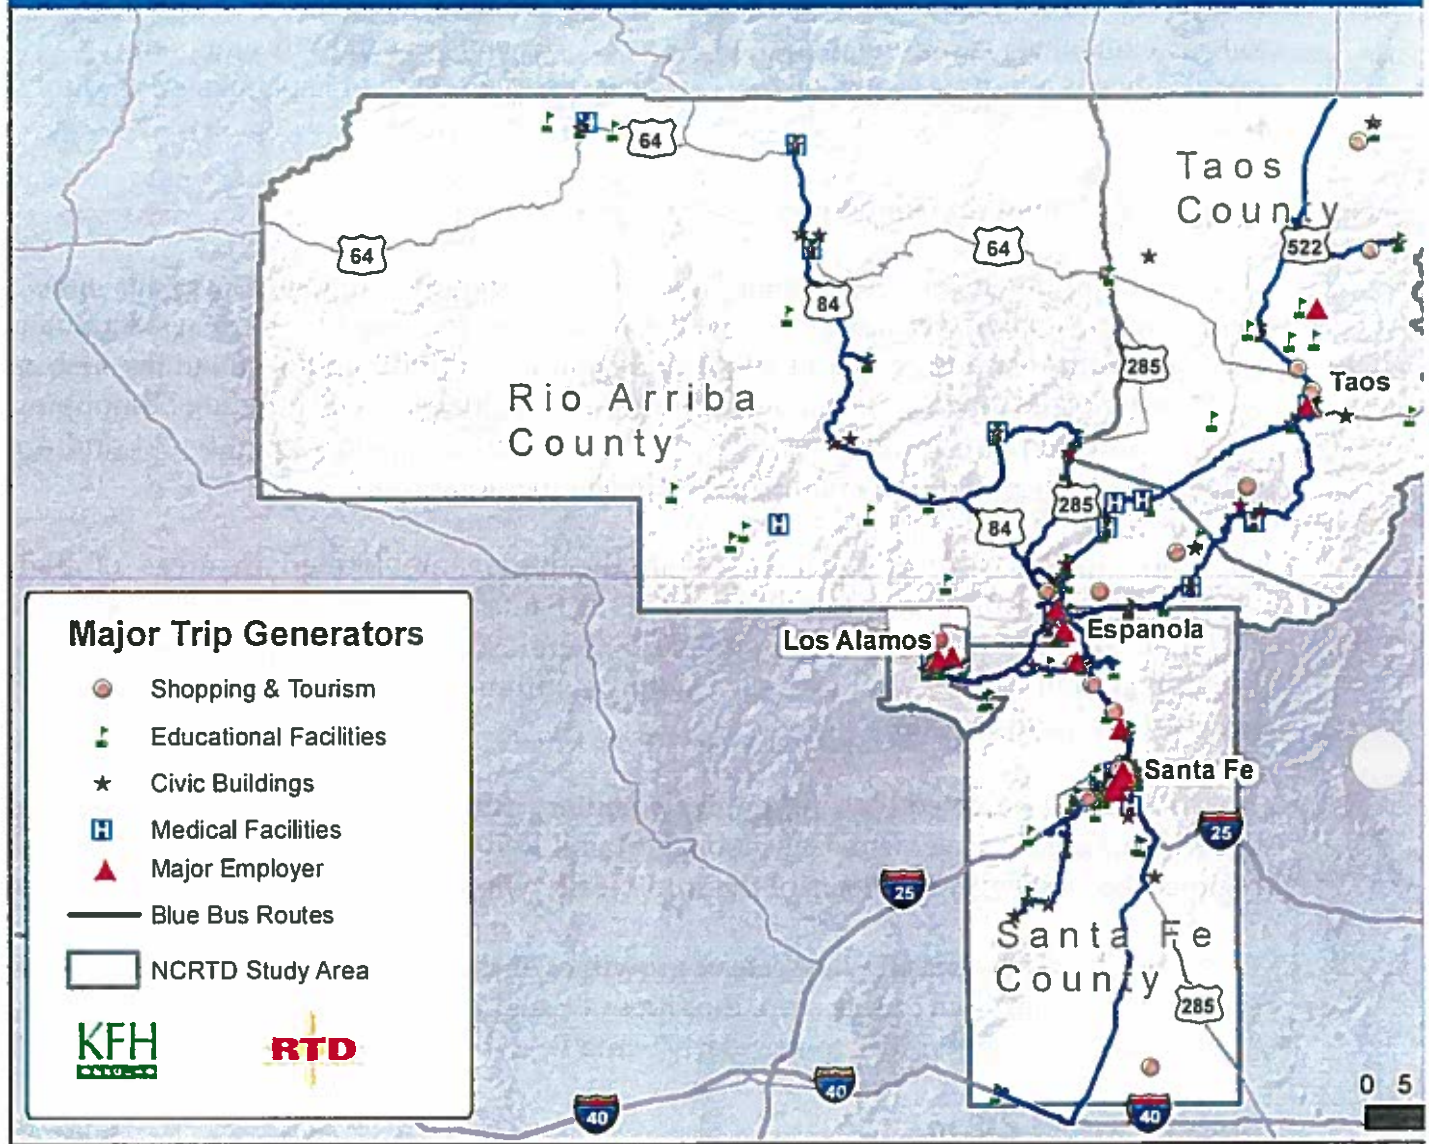 64
Taos
County
64
64
522
84
285
Taos
Rio Arriba
County
285
84
Major Trip Generators
Los Alamos
Espanola
Shopping & Tourism
Educational Facilities
Civic Buildings
Santa Fe
Medical Facilities
25
Major Employer
25
Blue Bus Routes
Santa Fe
County
NCRTD Study Area
285
KFH
RTD
0 5
40
40
40
H
H
H
H
H
H
H
H
H
H